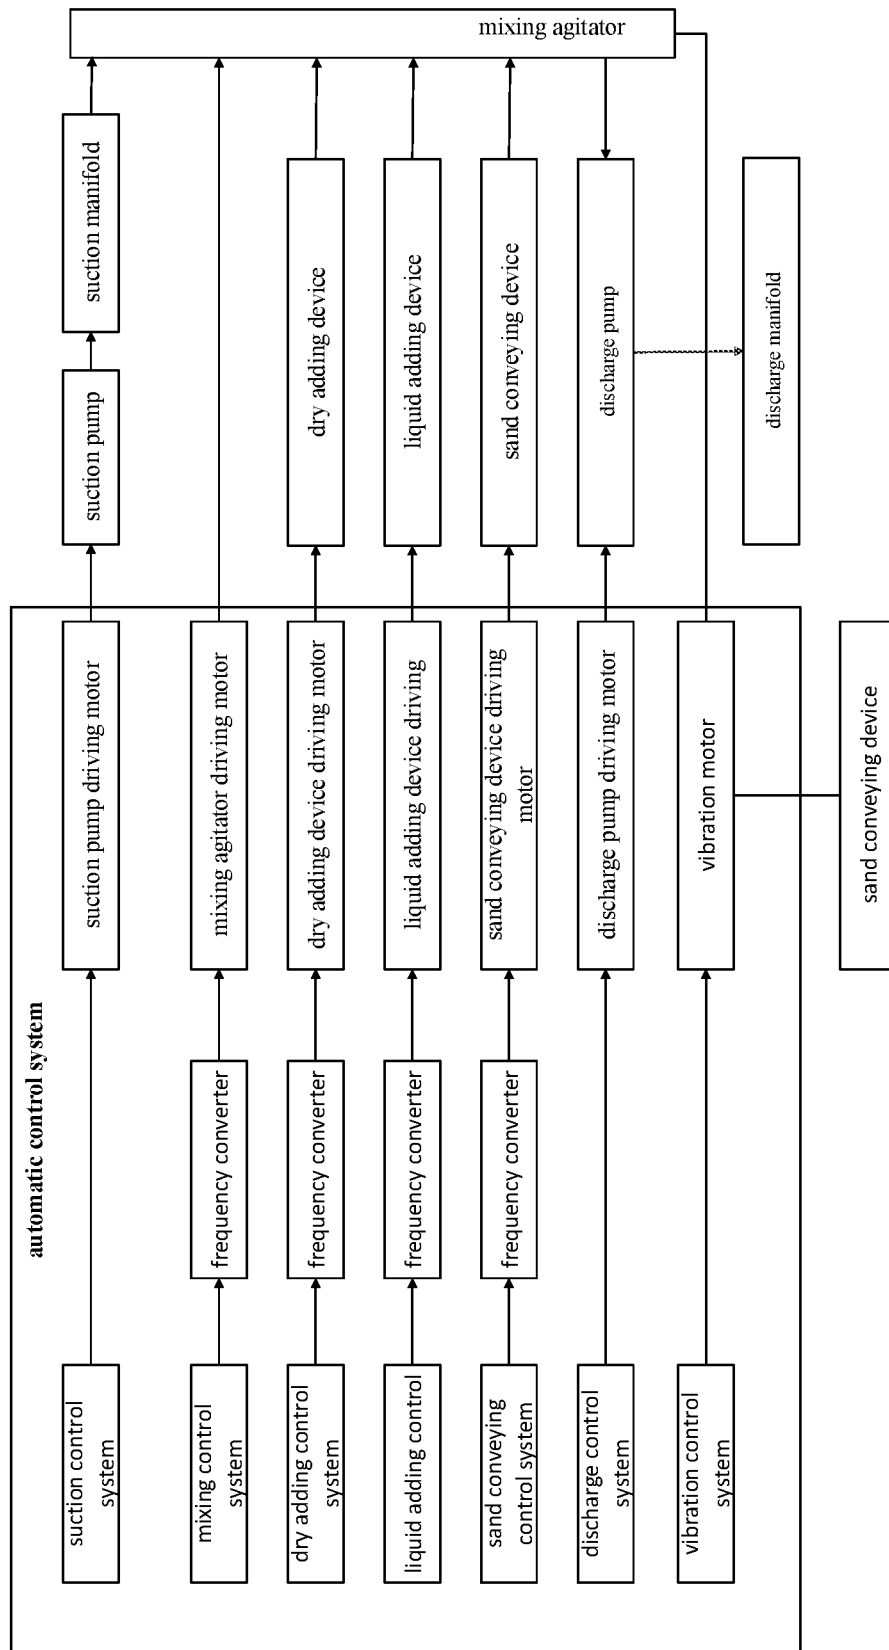 mixing agitator
suction manifold
suction pump
dry adding device
liquid adding device
sand conveying device
discharge pump
discharge manifold
automatic control system
suction pump driving motor
mixing agitator driving motor
dry adding device driving motor
liquid adding device driving
sand conveying device driving
motor
discharge pump driving motor
vibration motor
sand conveying device
frequency converter
frequency converter
frequency converter
frequency converter
suction control
system
mixing control
system
dry adding control
system
liquid adding control
sand conveying
control system
discharge control
system
vibration control
system